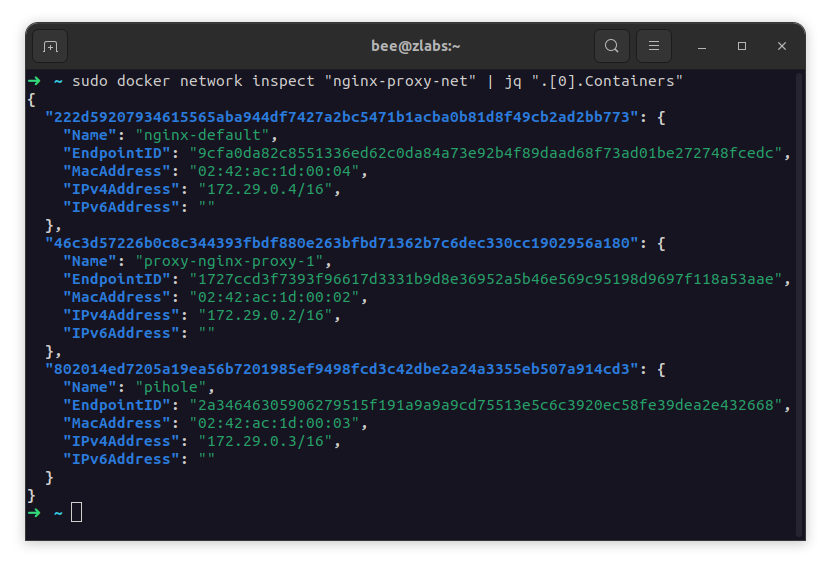 bee@zlabs:~
➜ ~ sudo docker network inspect "nginx-proxy-net" | jq ".[0].Containers"
{
  "222d59207934615565aba944df7427a2bc5471b1acba0b81d8f49cb2ad2bb773": {
    "Name": "nginx-default",
    "EndpointID": "9cfa0da82c8551336ed62c0da84a73e92b4f89daad68f73ad01be272748fcedc",
    "MacAddress": "02:42:ac:1d:00:04",
    "IPv4Address": "172.29.0.4/16",
    "IPv6Address": ""
  },
  "46c3d57226b0c8c344393fbdf880e263bfbd71362b7c6dec330cc1902956a180": {
    "Name": "proxy-nginx-proxy-1",
    "EndpointID": "1727ccd3f7393f96617d3331b9d8e36952a5b46e569c95198d9697f118a53aae",
    "MacAddress": "02:42:ac:1d:00:02",
    "IPv4Address": "172.29.0.2/16",
    "IPv6Address": ""
  },
  "802014ed7205a19ea56b7201985ef9498fcd3c42dbe2a24a3355eb507a914cd3": {
    "Name": "pihole",
    "EndpointID": "2a34646305906279515f191a9a9a9cd75513e5c6c3920ec58fe39dea2e432668",
    "MacAddress": "02:42:ac:1d:00:03",
    "IPv4Address": "172.29.0.3/16",
    "IPv6Address": ""
  }
}
➜ ~